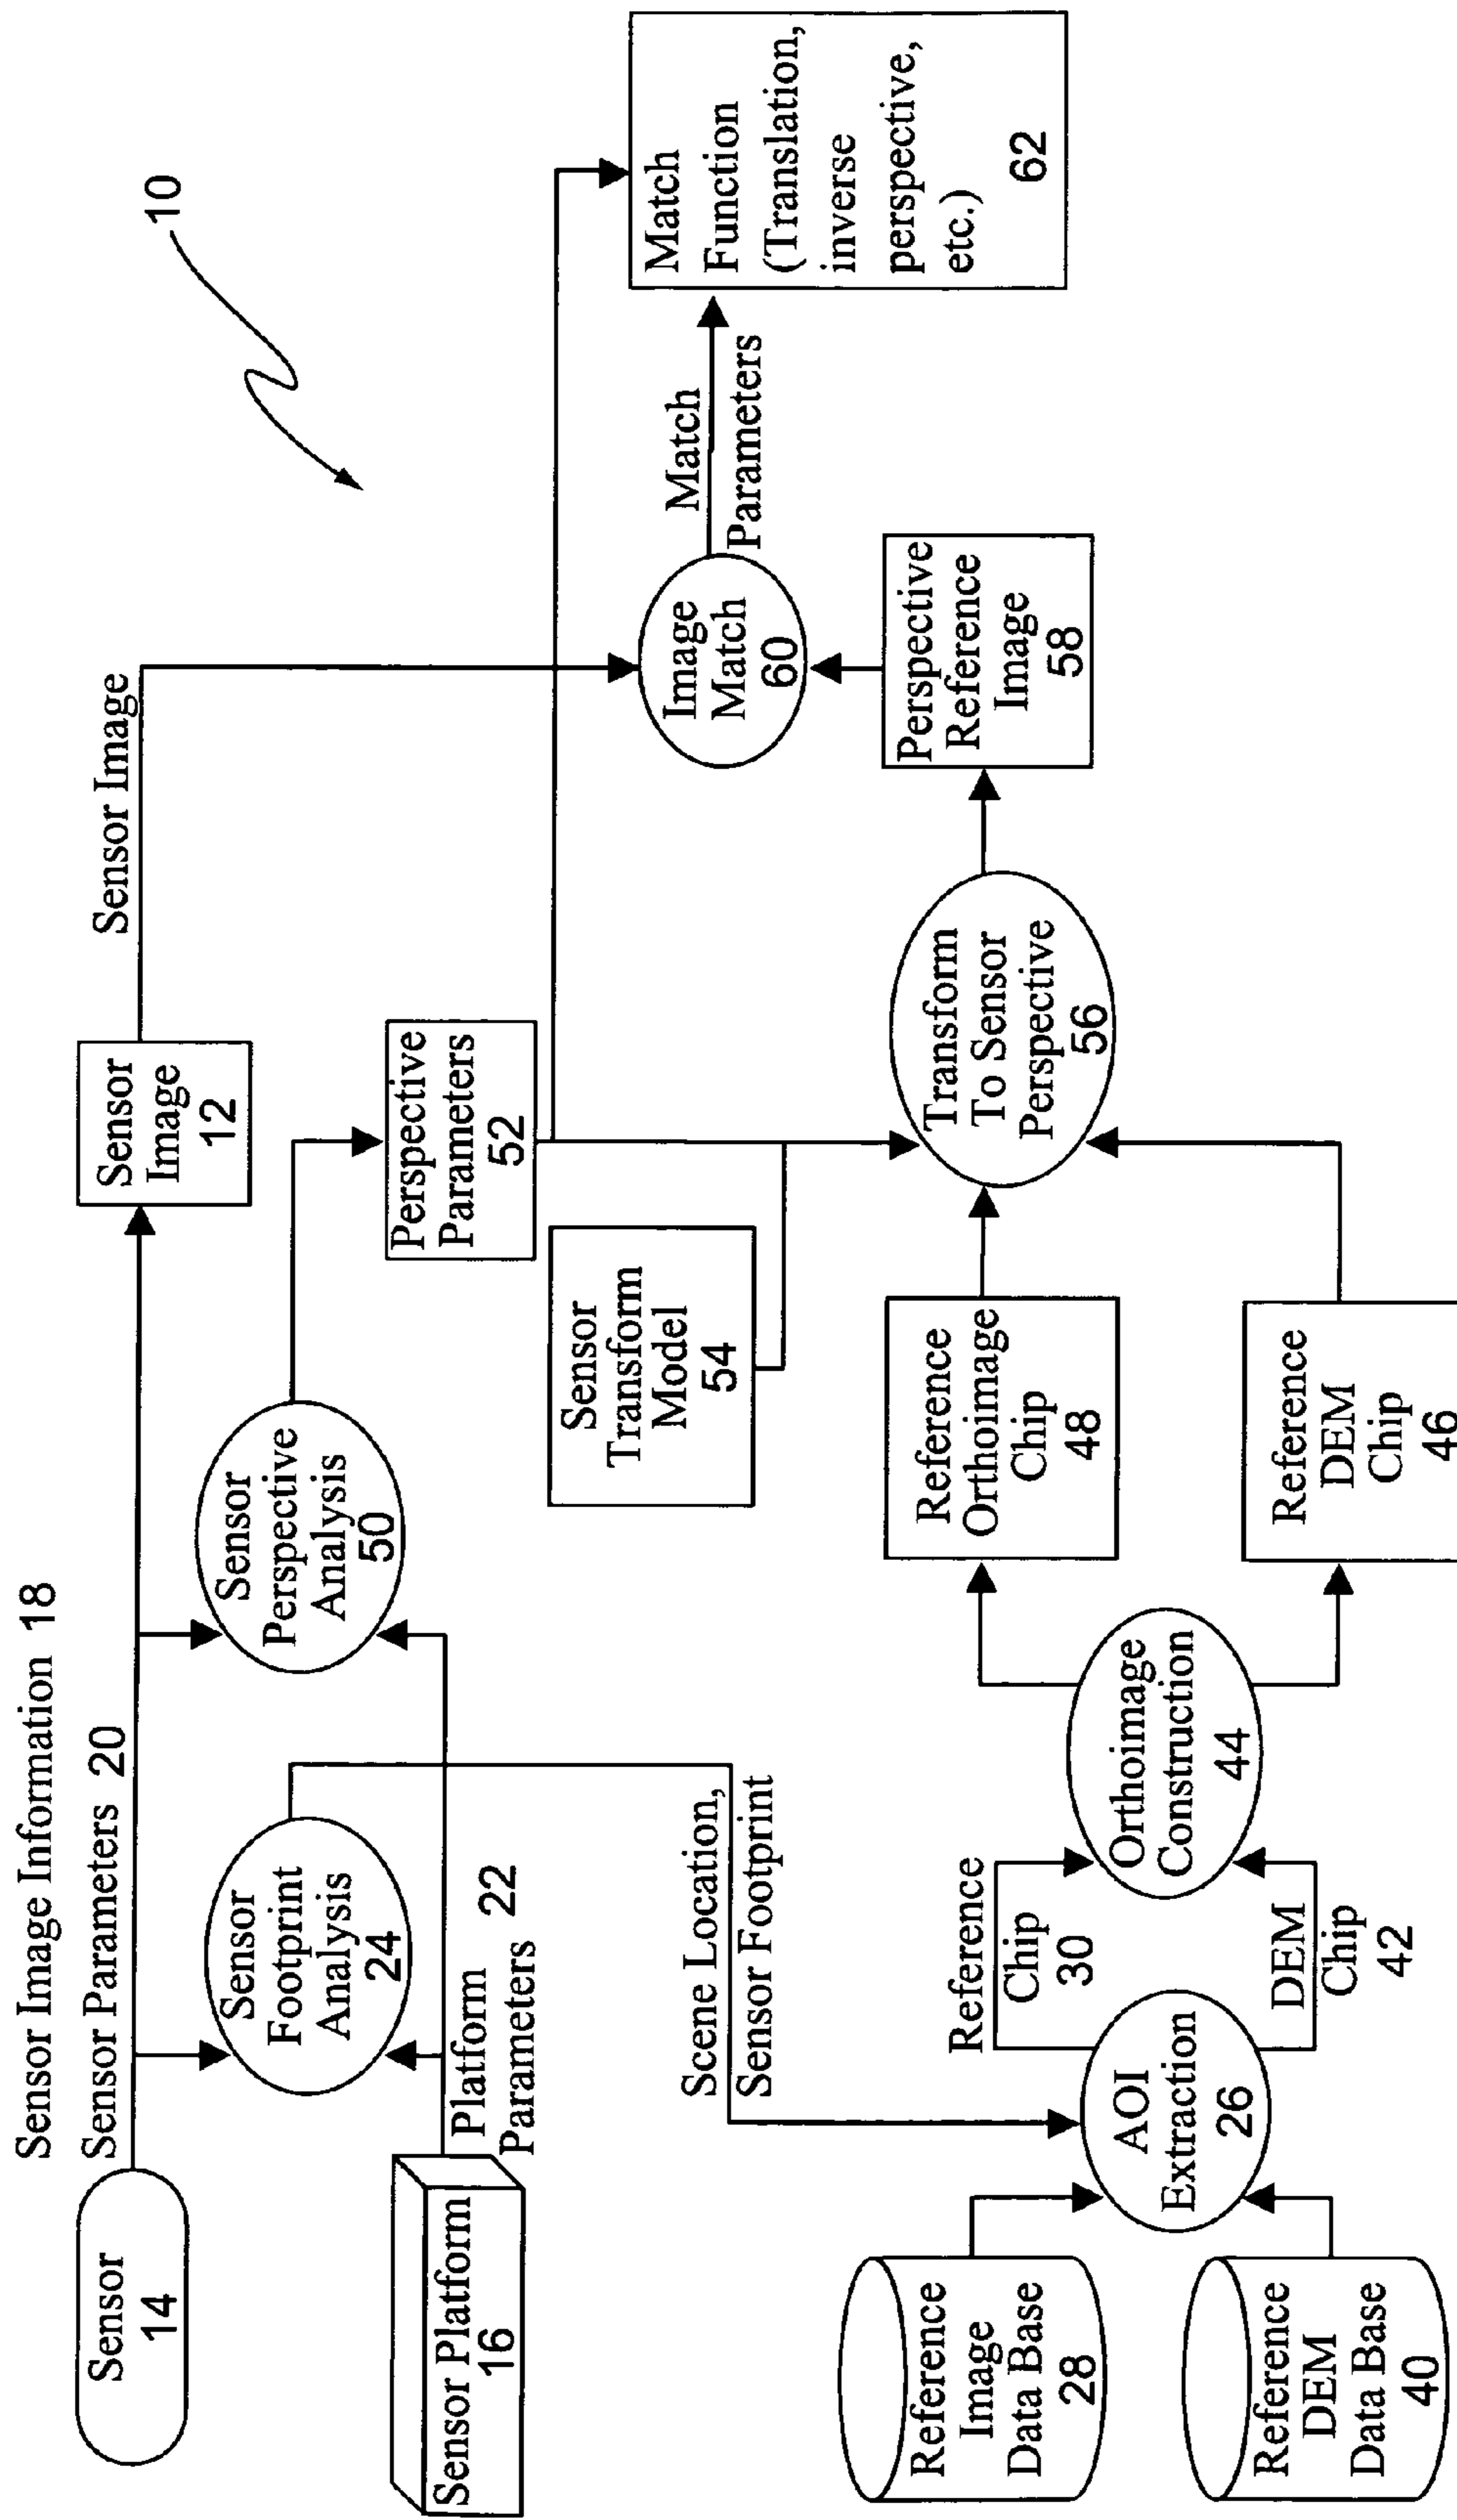 Sensor Image Information 18
Sensor Parameters 20
10
Sensor
14
Sensor
Image
12
Sensor Image
Sensor
Footprint
Analysis
24
Sensor
Perspective
Analysis
50
Sensor Platform
16
Platform
Parameters
22
Perspective
Parameters
52
Sensor
Transform
Model
54
Scene Location,
Sensor Footprint
Image
Match
60
Match
Parameters
Match
Function
(Translation,
inverse
perspective,
etc.)
62
Reference
Image
Data Base
28
Reference
DEM
Data Base
40
AOI
Extraction
26
Reference
Chip
30
DEM
Chip
42
Orthoimage
Construction
44
Reference
Orthoimage
Chip
48
Reference
DEM
Chip
46
Transform
To Sensor
Perspective
56
Perspective
Reference
Image
58